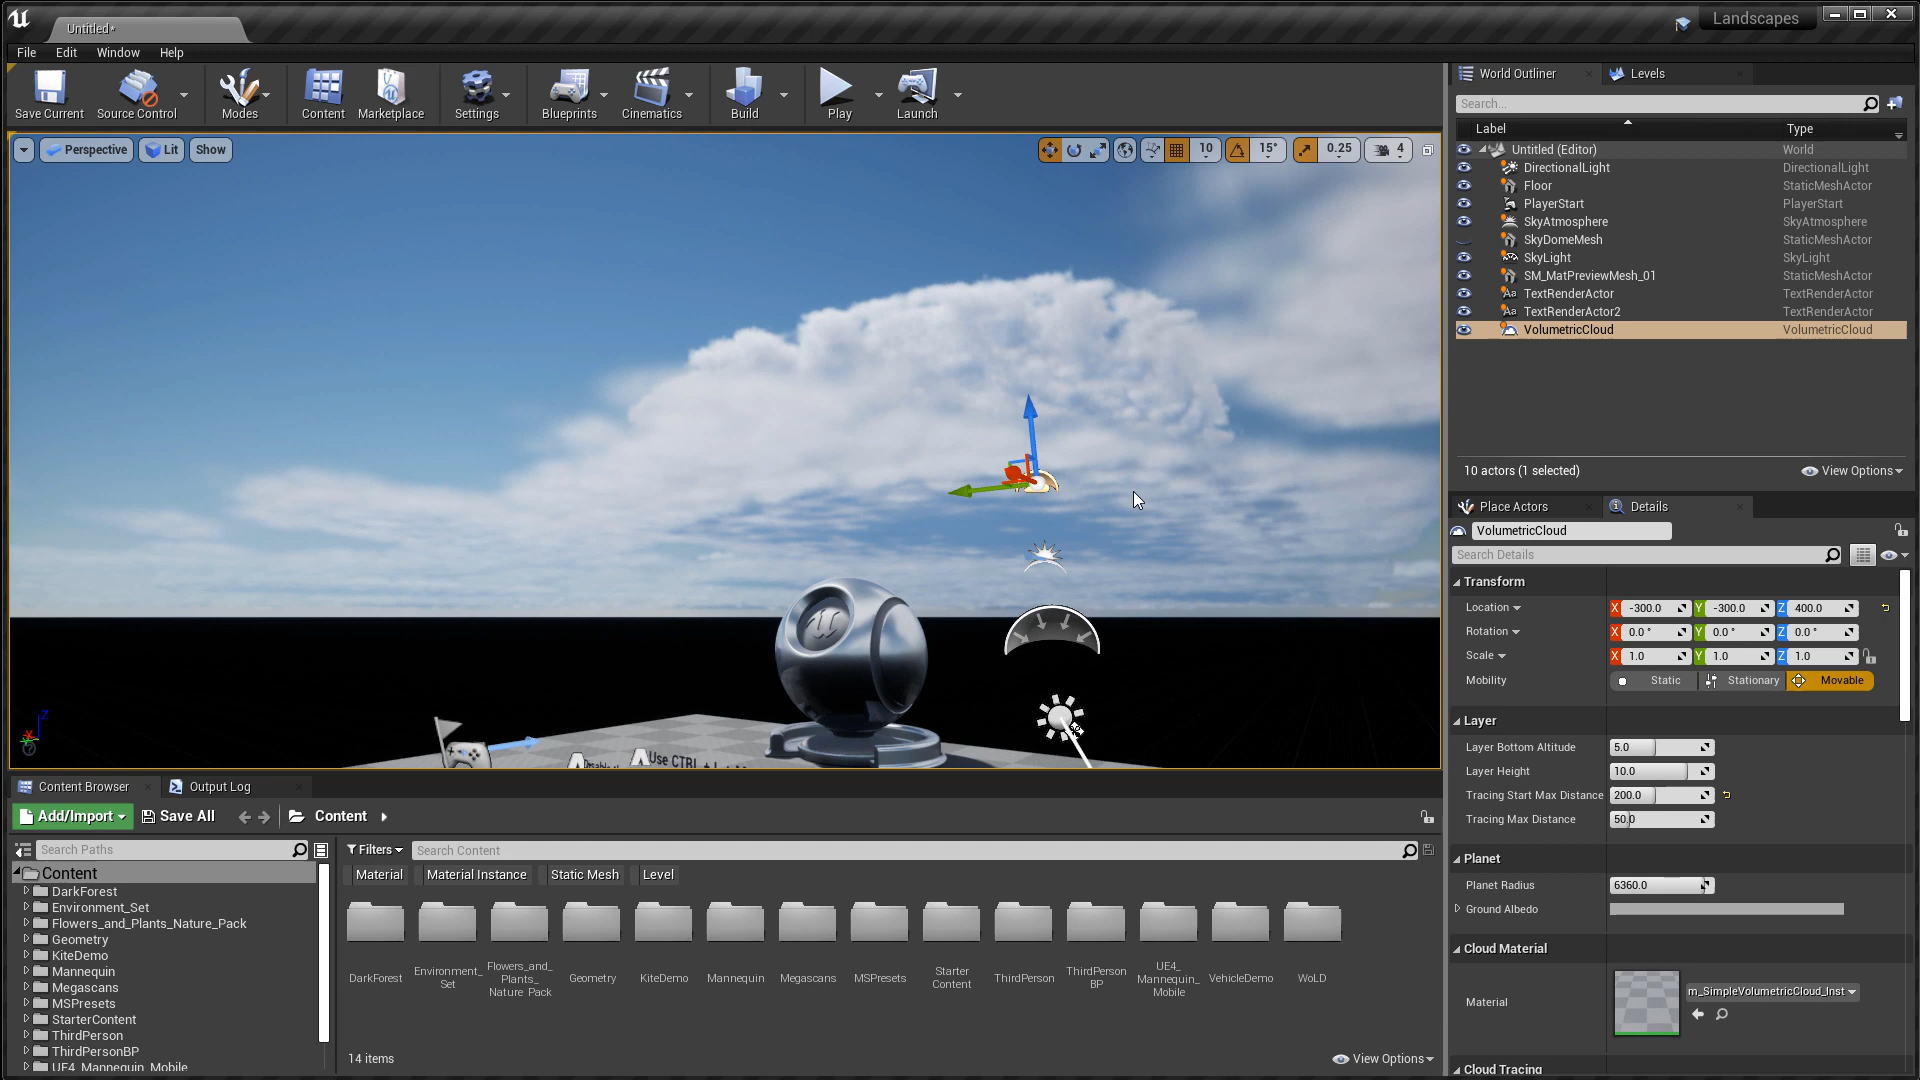 Untitled*
Landscapes
File Edit Window Help
Save Current Source Control Modes Content Marketplace Settings Blueprints Cinematics Build Play Launch
Perspective Lit Show
10 15° 0.25 4
World Outliner Levels
Search...
Label Type
Untitled (Editor) World
DirectionalLight DirectionalLight
Floor StaticMeshActor
PlayerStart PlayerStart
SkyAtmosphere SkyAtmosphere
SkyDomeMesh StaticMeshActor
SkyLight SkyLight
SM_MatPreviewMesh_01 StaticMeshActor
TextRenderActor TextRenderActor
TextRenderActor2 TextRenderActor
VolumetricCloud VolumetricCloud
10 actors (1 selected) View Options
Place Actors Details
VolumetricCloud
Search Details
Transform
Location X -300.0 Y -300.0 Z 400.0
Rotation X 0.0 ° Y 0.0 ° Z 0.0 °
Scale X 1.0 Y 1.0 Z 1.0
Mobility Static Stationary Movable
Layer
Layer Bottom Altitude 5.0
Layer Height 10.0
Tracing Start Max Distance 200.0
Tracing Max Distance 50.0
Planet
Planet Radius 6360.0
Ground Albedo
Cloud Material
Material m_SimpleVolumetricCloud_Inst
Cloud Tracing
Z
X
Use CTRL + L
Content Browser Output Log
Add/Import Save All Content
Search Paths
Content
DarkForest
Environment_Set
Flowers_and_Plants_Nature_Pack
Geometry
KiteDemo
Mannequin
Megascans
MSPresets
StarterContent
ThirdPerson
ThirdPersonBP
UE4_Mannequin_Mobile
Filters Search Content
Material Material Instance Static Mesh Level
DarkForest
Environment_
Set
Flowers_and_
Plants_
Nature_Pack
Geometry
KiteDemo
Mannequin
Megascans
MSPresets
Starter
Content
ThirdPerson
ThirdPerson
BP
UE4_
Mannequin_
Mobile
VehicleDemo
WoLD
14 items View Options